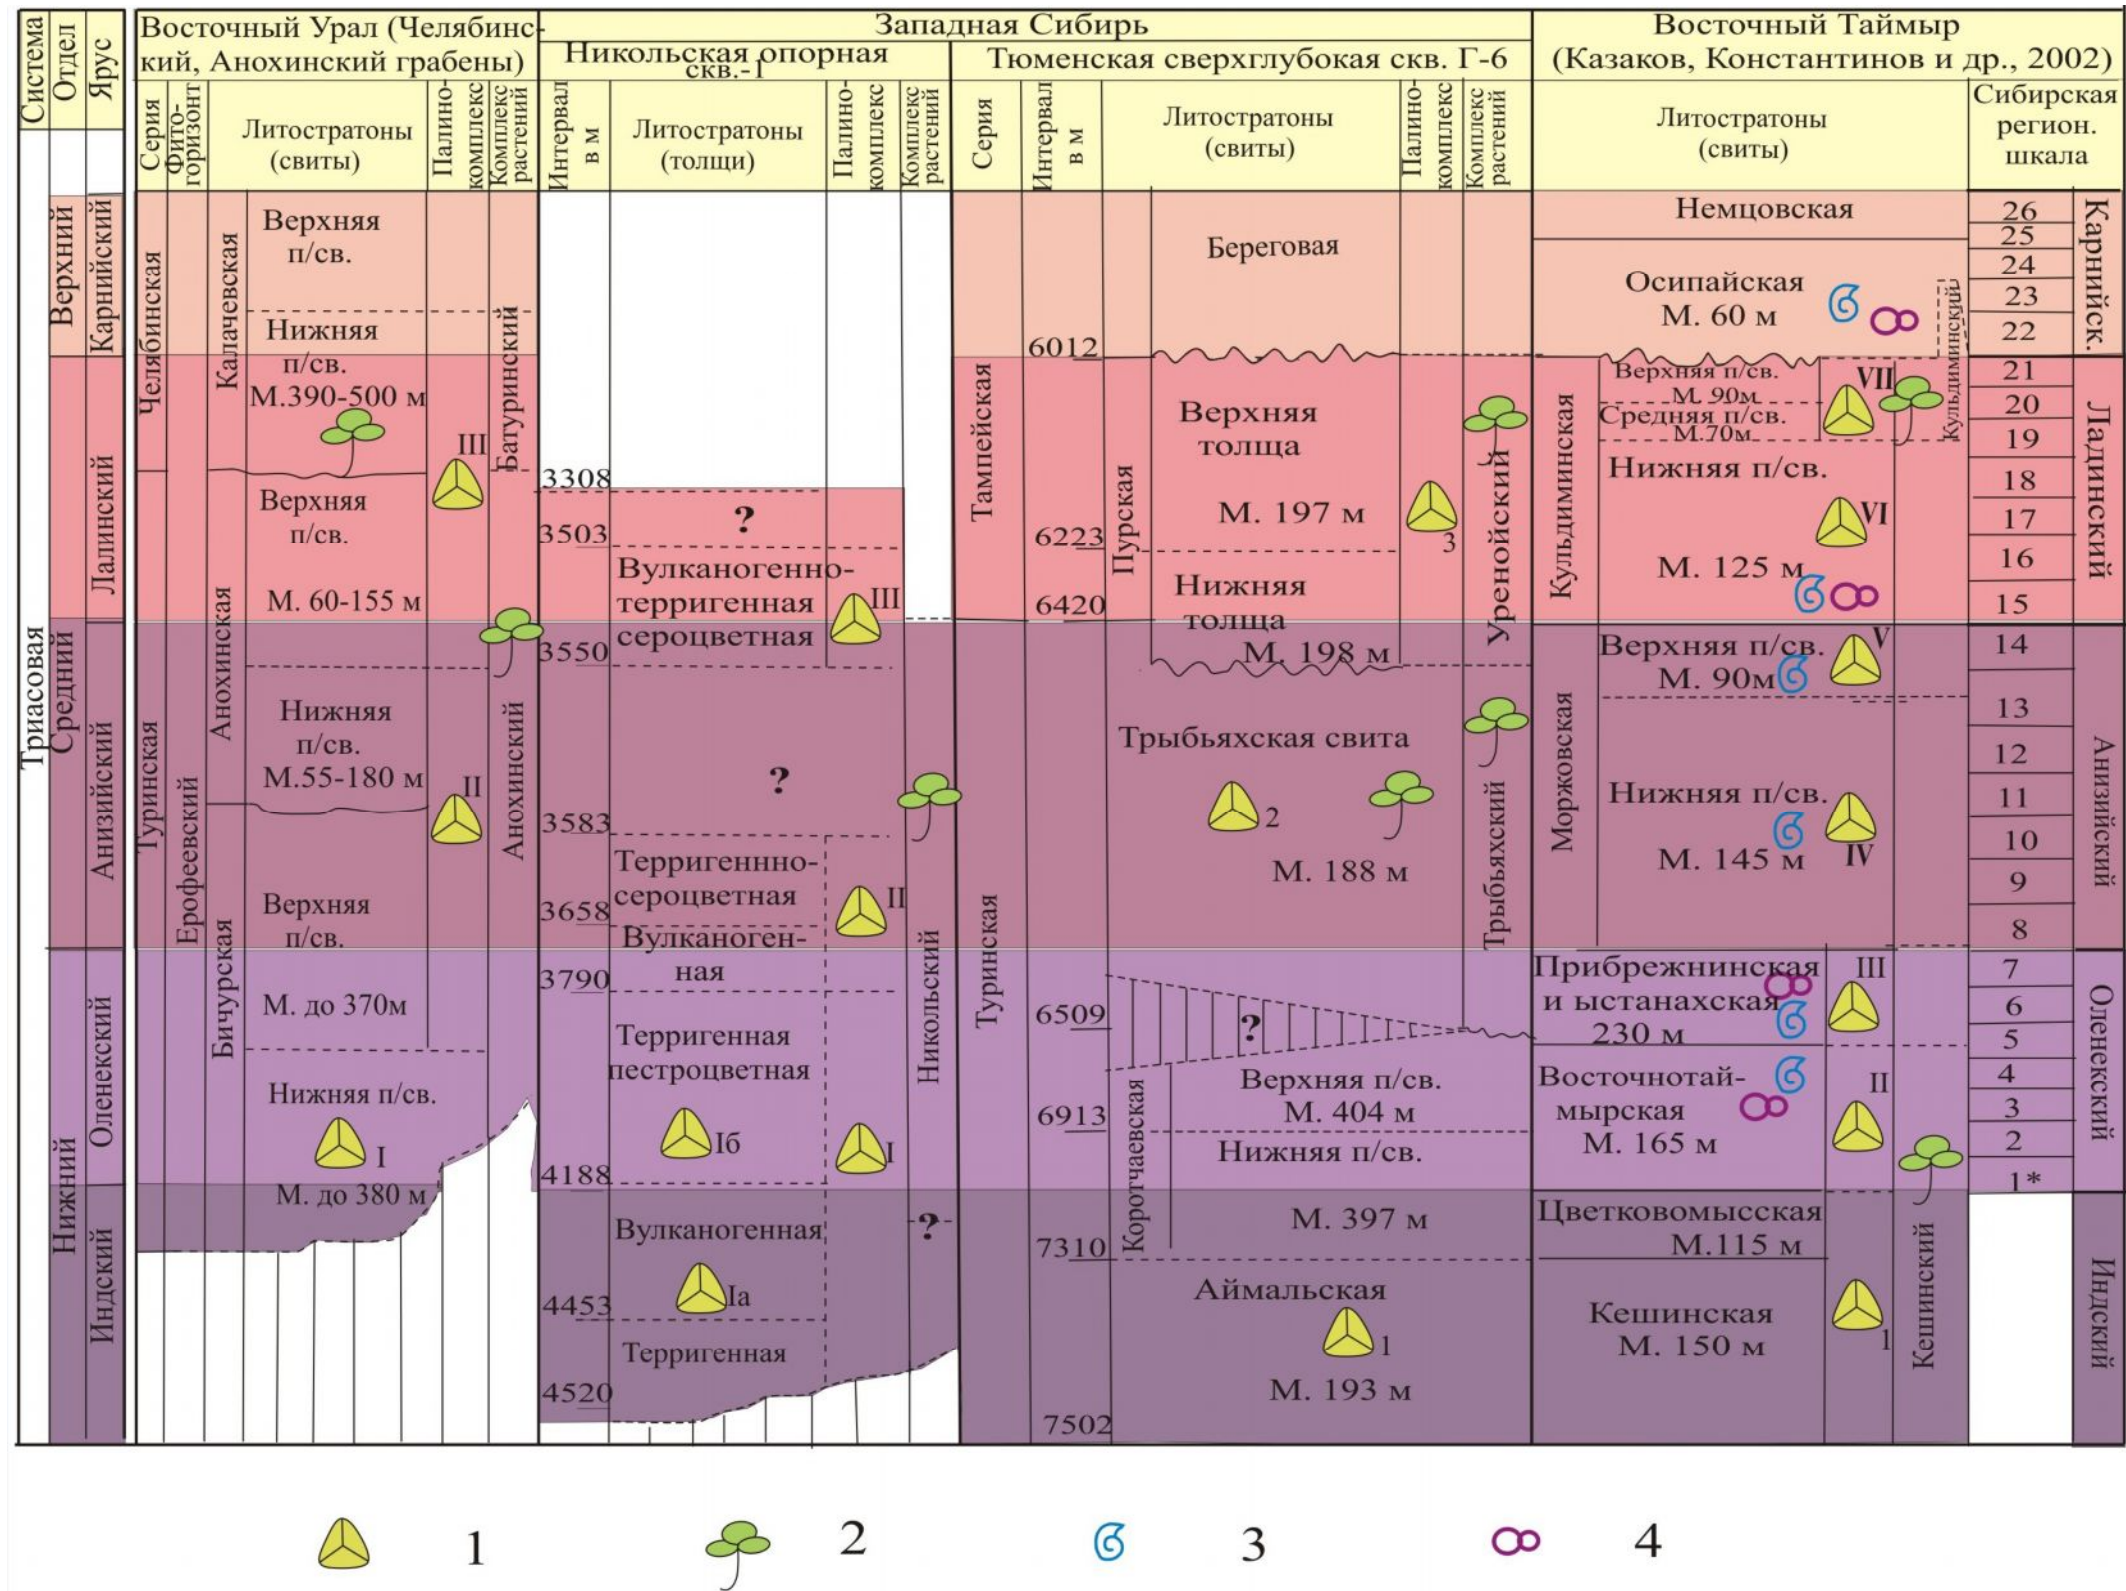 Система
Отдел
Ярус
Восточный Урал (Челябинс-
кий, Анохинский грабены)
Западная Сибирь
Никольская опорная
скв.-1
Тюменская сверхглубокая скв. Г-6
Восточный Таймыр
(Казаков, Константинов и др., 2002)
Серия
Фито-
горизонт
Литостратоны
(свиты)
Палино-
комплекс
Комплекс
растений
Интервал
в м
Литостратоны
(толщи)
Палино-
комплекс
Комплекс
растений
Серия
Интервал
в м
Литостратоны
(свиты)
Палино-
комплекс
Комплекс
растений
Литостратоны
(свиты)
Сибирская
регион.
шкала
Триасовая
Верхний
Средний
Нижний
Карнийский
Лалинский
Анизийский
Оленекский
Индский
Челябинская
Туринская
Ерофеевский
Калачевская
Анохинская
Бичурская
Верхняя
п/св.
Нижняя
п/св.
М.390-500 м
Верхняя
п/св.
М. 60-155 м
Нижняя
п/св.
М.55-180 м
Верхняя
п/св.
М. до 370м
Нижняя п/св.
I
М. до 380 м
III
II
Батуринский
Анохинский
3308
3503
3550
3583
3658
3790
4188
4453
4520
?
Вулканогенно-
терригенная
сероцветная
?
Терригеннно-
сероцветная
Вулканоген-
ная
Терригенная
пестроцветная
Iб
Вулканогенная
Iа
Терригенная
III
II
I
Никольский
?
Тампейская
Туринская
6012
6223
6420
6509
6913
7310
7502
Береговая
Пурская
Верхняя
толща
М. 197 м
Нижняя
толща
М. 198 м
3
Уренойский
Трыбьяхская свита
2
М. 188 м
Трыбьяхский
?
Коротчаевская
Верхняя п/св.
М. 404 м
Нижняя п/св.
М. 397 м
Аймальская
1
М. 193 м
Немцовская
Осипайская
М. 60 м
Кульдиминская
Верхняя п/св.
М. 90м
Средняя п/св.
М.70м
Нижняя п/св.
М. 125 м
VII
VI
Кульдиминский
Моржовская
Верхняя п/св.
М. 90м
V
Нижняя п/св.
М. 145 м
IV
Прибрежнинская
и ыстанахская
230 м
III
Восточнотай-
мырская
М. 165 м
II
Цветковомысская
М.115 м
Кешинская
М. 150 м
1
Кешинский
26
25
24
23
22
21
20
19
18
17
16
15
14
13
12
11
10
9
8
7
6
5
4
3
2
1*
Карнийск.
Ладинский
Анизийский
Оленекский
Индский
1
2
3
4